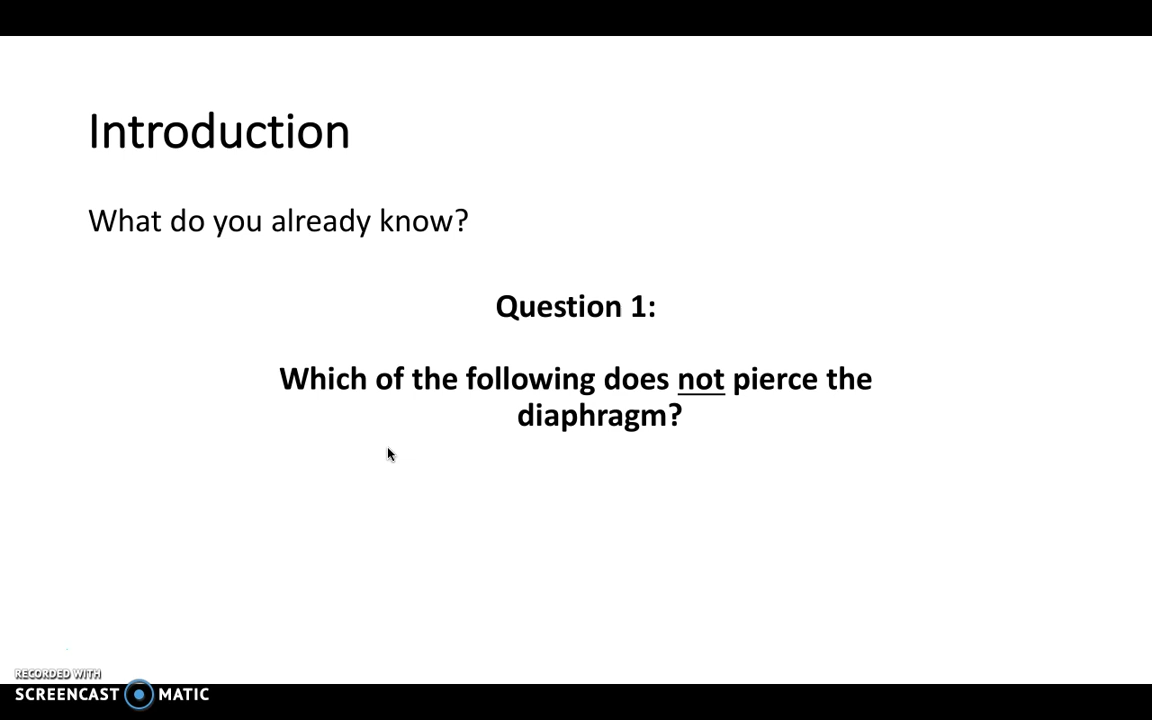 Introduction
What do you already know?
Question 1:
Which of the following does not pierce the
diaphragm?
RECORDED WITH
SCREENCAST MATIC